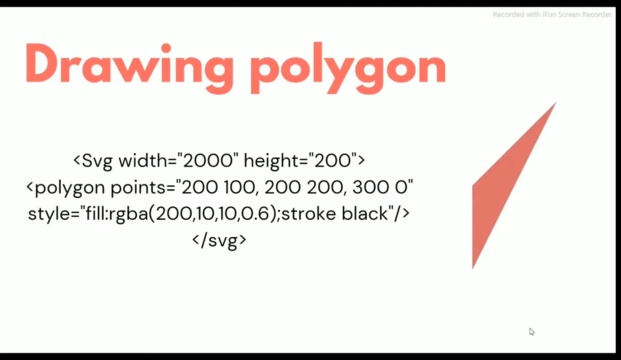 Recorded with iFun Screen Recorder
Drawing polygon
<Svg width="2000" height="200">
<polygon points="200 100, 200 200, 300 0"
style="fill:rgba(200,10,10,0.6);stroke black"/>
</svg>